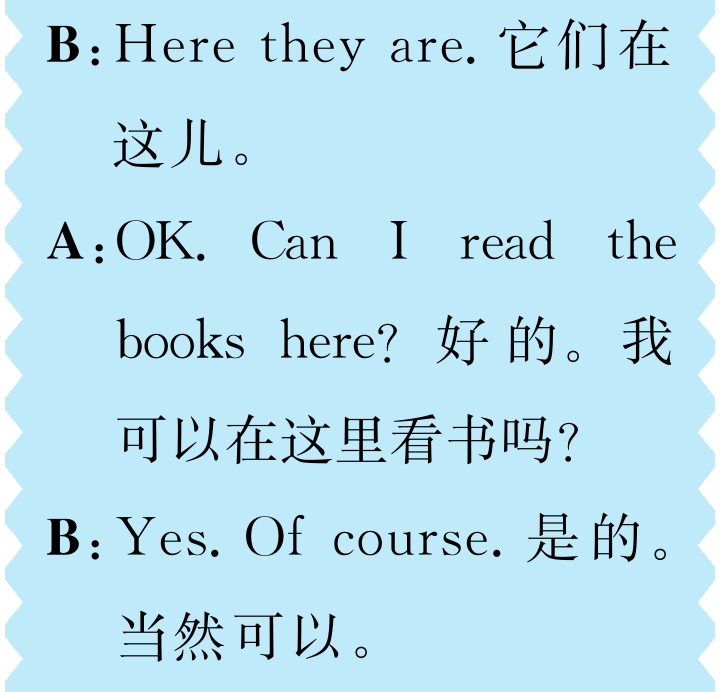 B:Here they are. 它们在
这儿。
A:OK. Can I read the
books here? 好的。我
可以在这里看书吗?
B:Yes. Of course. 是的。
当然可以。